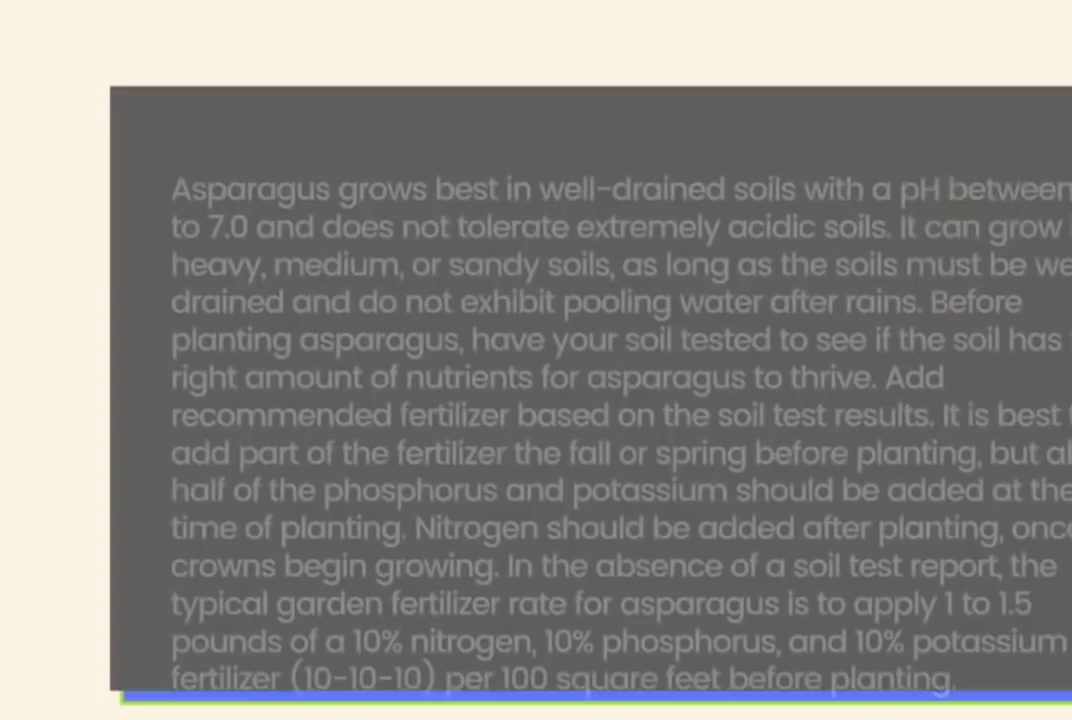 Asparagus grows best in well-drained soils with a pH between
to 7.0 and does not tolerate extremely acidic soils. It can grow
heavy, medium, or sandy soils, as long as the soils must be we
drained and do not exhibit pooling water after rains. Before
planting asparagus, have your soil tested to see if the soil has
right amount of nutrients for asparagus to thrive. Add
recommended fertilizer based on the soil test results. It is best
add part of the fertilizer the fall or spring before planting, but al
half of the phosphorus and potassium should be added at the
time of planting. Nitrogen should be added after planting, once
crowns begin growing. In the absence of a soil test report, the
typical garden fertilizer rate for asparagus is to apply 1 to 1.5
pounds of a 10% nitrogen, 10% phosphorus, and 10% potassium
fertilizer (10-10-10) per 100 square feet before planting.